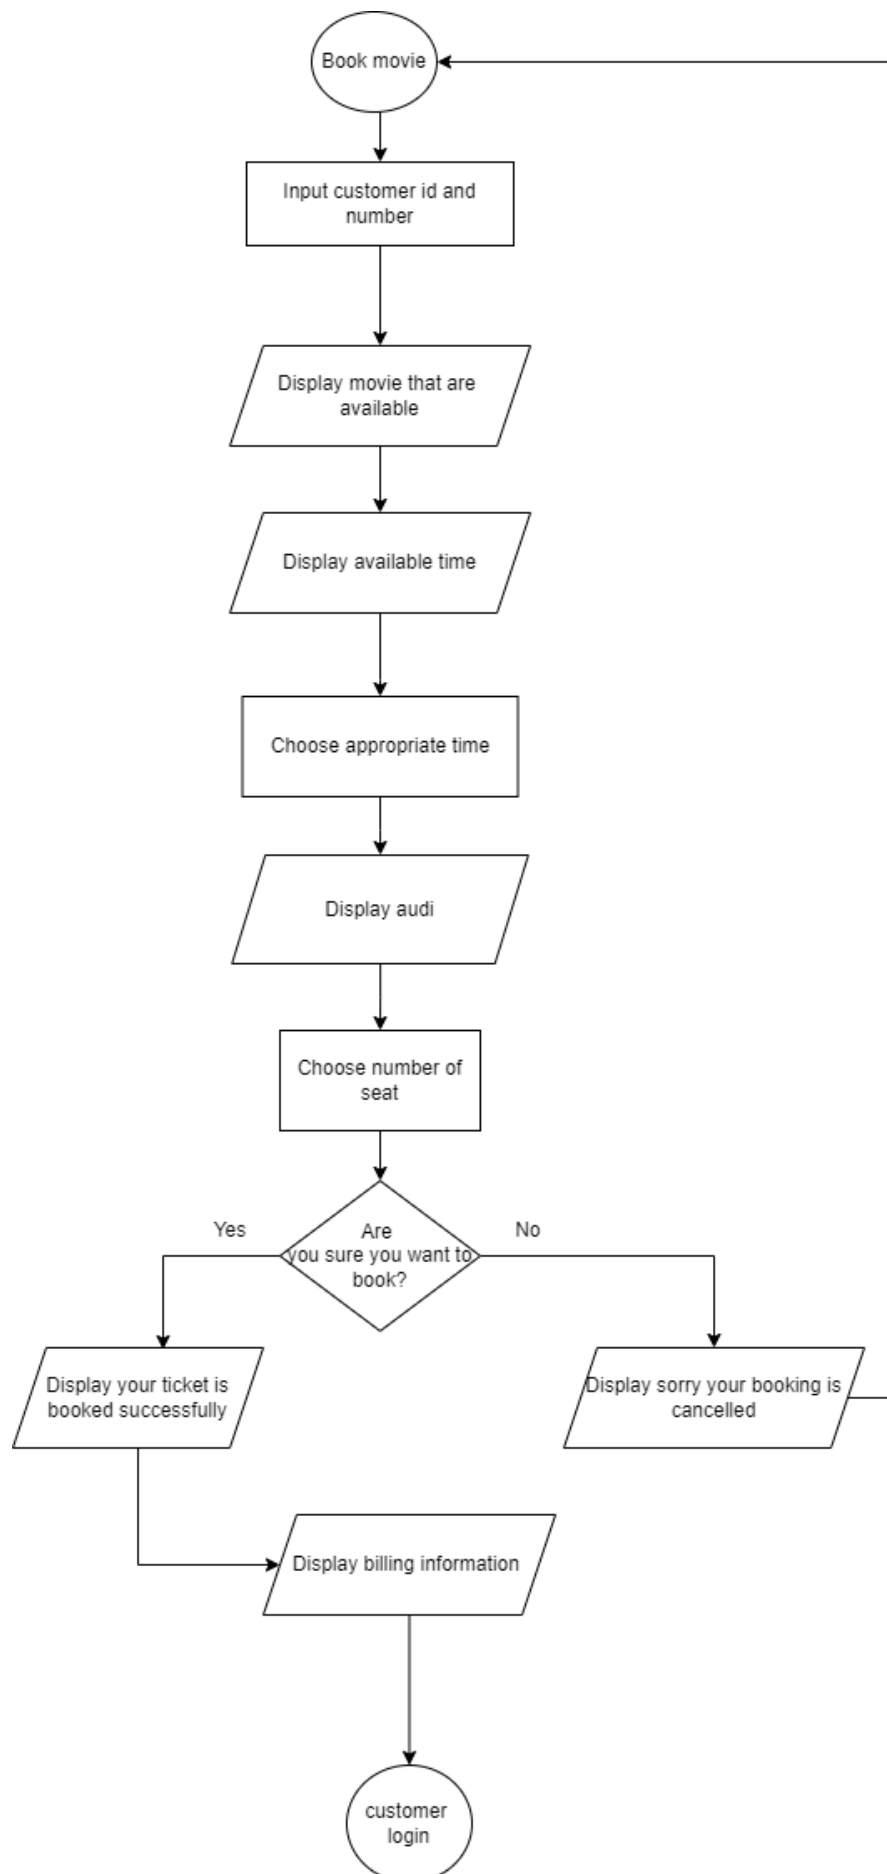 Book movie
Input customer id and
number
Display movie that are
available
Display available time
Choose appropriate time
Display audi
Choose number of
seat
Are
you sure you want to
book?
Yes
No
Display your ticket is
booked successfully
Display sorry your booking is
cancelled
Display billing information
customer
login